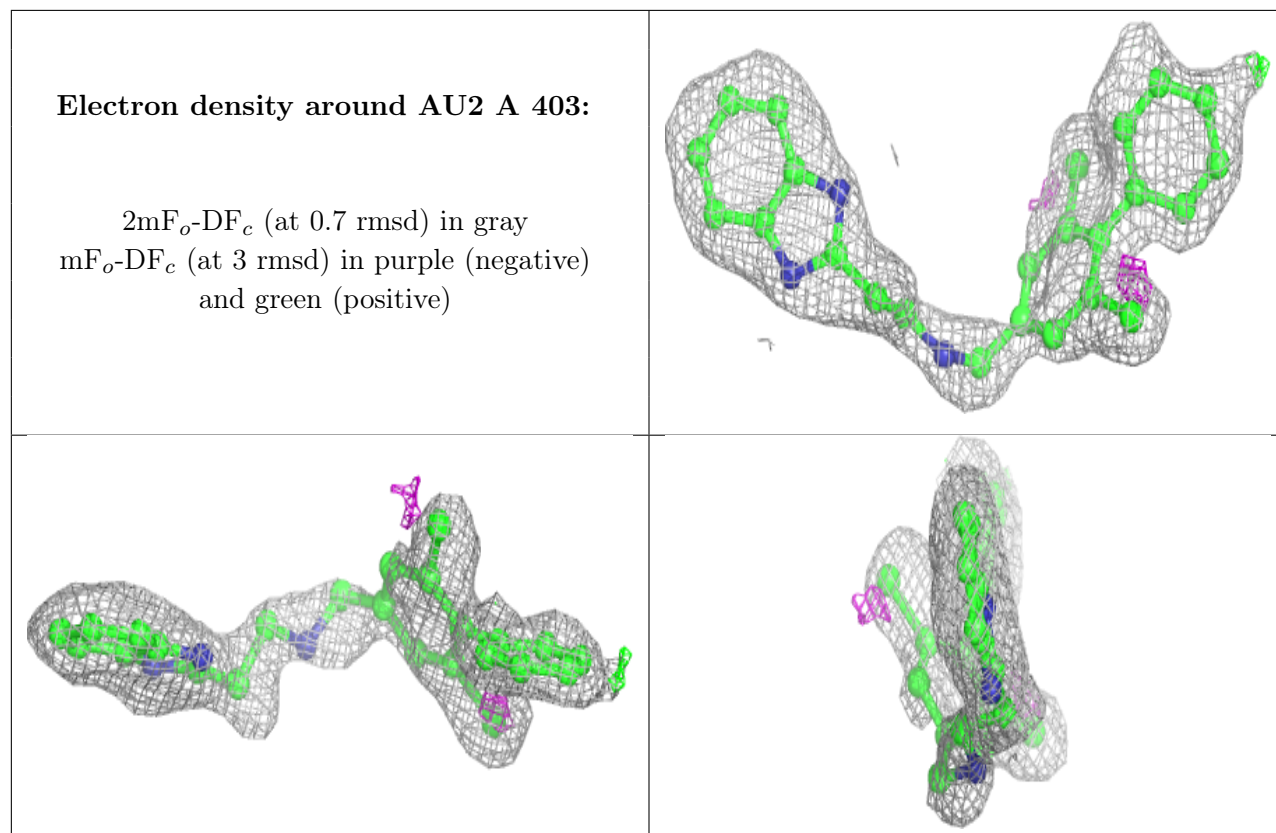 Electron density around AU2 A 403:
2mFₒ-DF𝒸 (at 0.7 rmsd) in gray
mFₒ-DF𝒸 (at 3 rmsd) in purple (negative)
and green (positive)